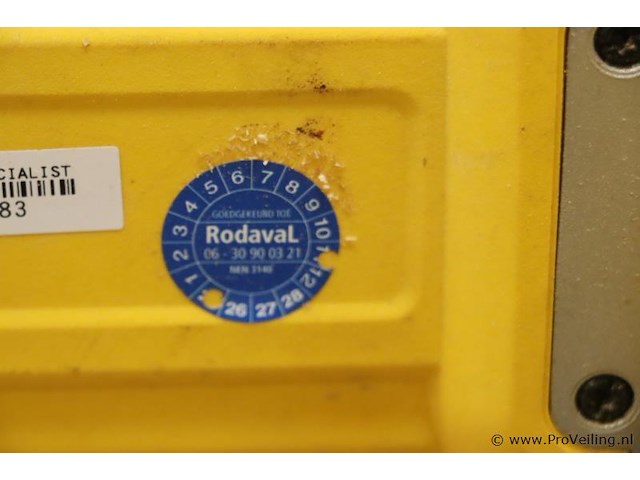 CIALIST
83
5 6 7 8 9 10 12
4 3 2 1
GOEDGEKEURD TOT
RodavaL
06 - 30 90 03 21
NEN 3140
26 27 28
© www.ProVeiling.nl